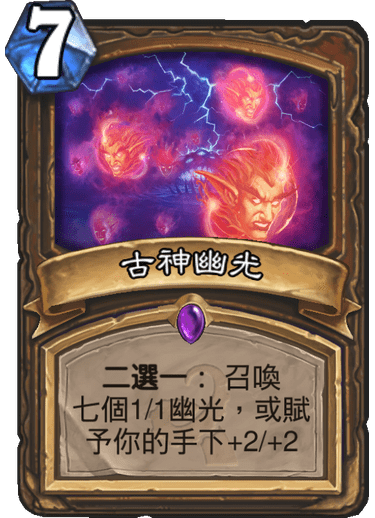 7
古神幽光
二選一：召喚
七個1/1幽光，或賦
予你的手下+2/+2